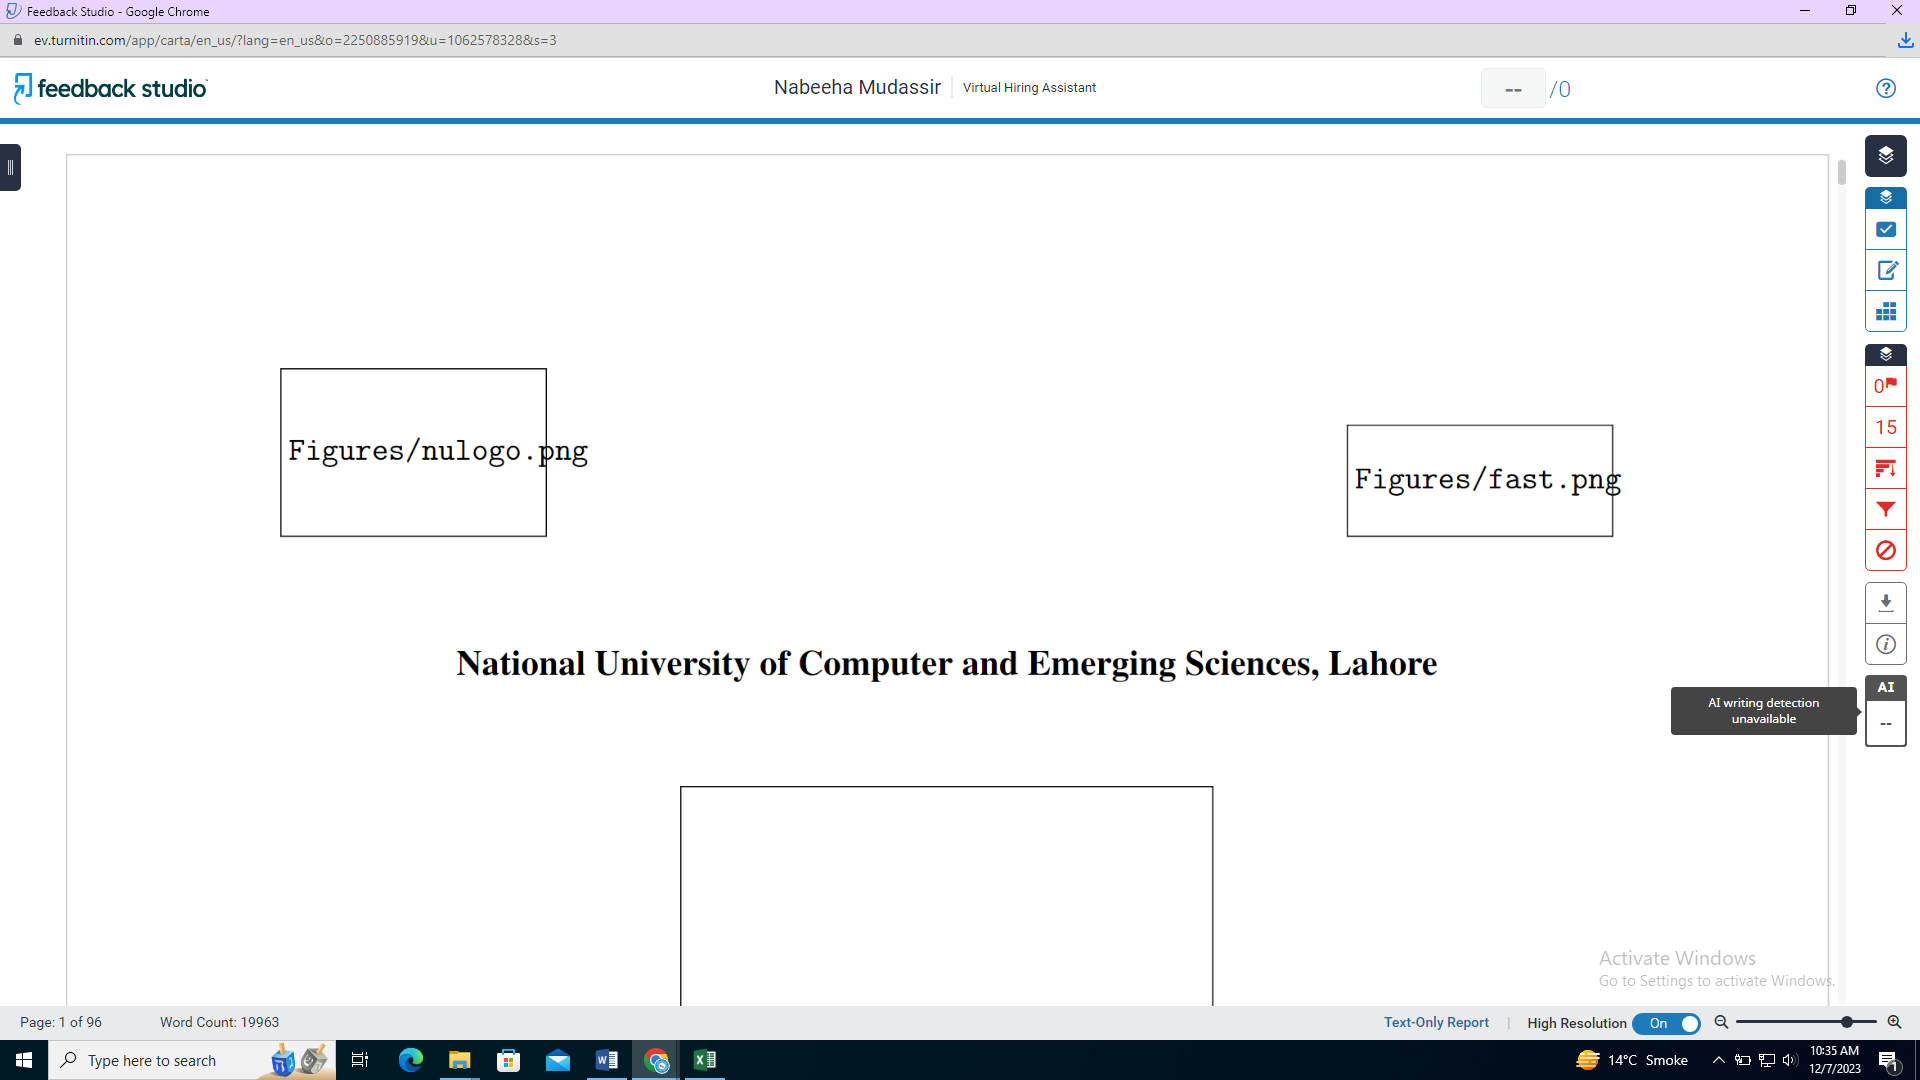 Feedback Studio - Google Chrome
ev.turnitin.com/app/carta/en_us/?lang=en_us&o=2250885919&u=1062578328&s=3
feedback studio
Nabeeha Mudassir
Virtual Hiring Assistant
-- /0
Figures/nulogo.png
Figures/fast.png
National University of Computer and Emerging Sciences, Lahore
0
15
AI
--
AI writing detection
unavailable
Activate Windows
Go to Settings to activate Windows.
Page: 1 of 96
Word Count: 19963
Text-Only Report
High Resolution
On
Type here to search
14°C Smoke
10:35 AM
12/7/2023
1